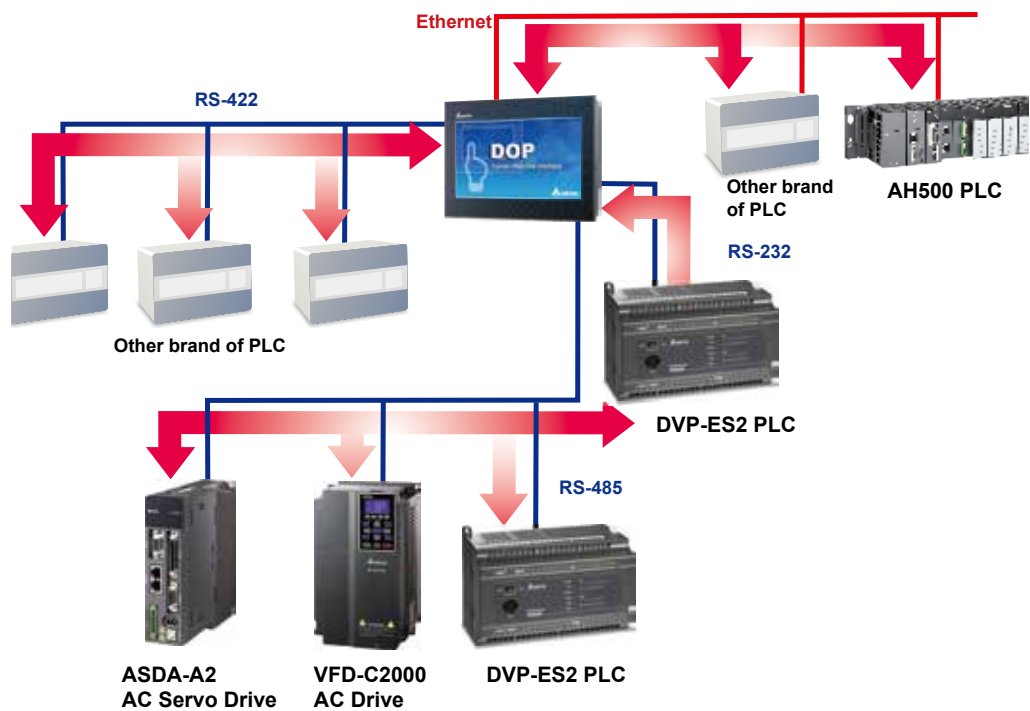 Ethernet
RS-422
DOP
Other brand
of PLC
AH500 PLC
RS-232
Other brand of PLC
DVP-ES2 PLC
RS-485
ASDA-A2
AC Servo Drive
VFD-C2000
AC Drive
DVP-ES2 PLC